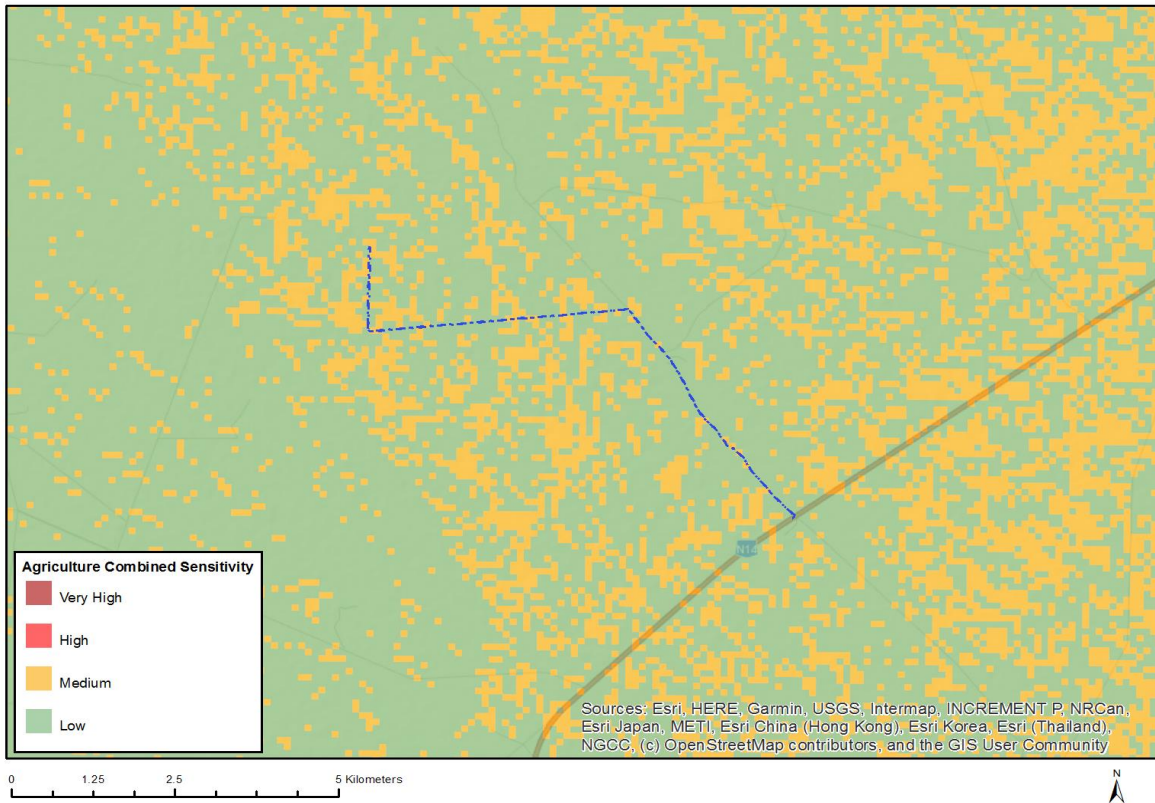 N14
Agriculture Combined Sensitivity
Very High
High
Medium
Low
Sources: Esri, HERE, Garmin, USGS, Intermap, INCREMENT P, NRCan,
Esri Japan, METI, Esri China (Hong Kong), Esri Korea, Esri (Thailand),
NGCC, (c) OpenStreetMap contributors, and the GIS User Community
0 1.25 2.5 5 Kilometers
N